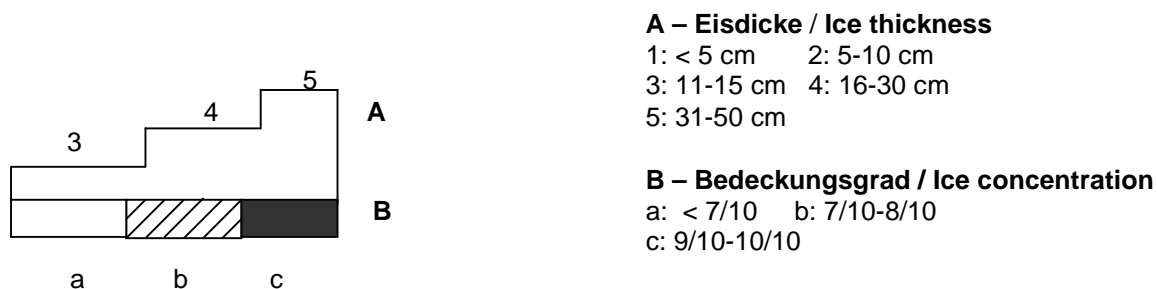 5
4
A
3
B
a b c
A – Eisdicke / Ice thickness
1: < 5 cm 2: 5-10 cm
3: 11-15 cm 4: 16-30 cm
5: 31-50 cm
B – Bedeckungsgrad / Ice concentration
a: < 7/10 b: 7/10-8/10
c: 9/10-10/10